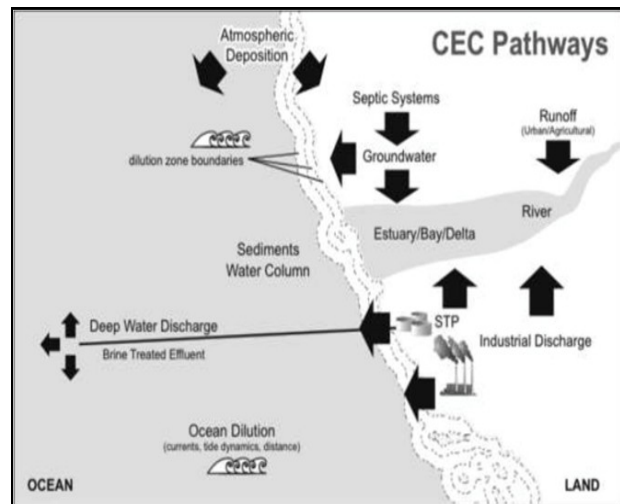 Atmospheric
Deposition
CEC Pathways
Septic Systems
Runoff
(Urban/Agricultural)
dilution zone boundaries
Groundwater
River
Estuary/Bay/Delta
Sediments
Water Column
Deep Water Discharge
STP
Industrial Discharge
Brine Treated Effluent
Ocean Dilution
(currents, tide dynamics, distance)
OCEAN
LAND